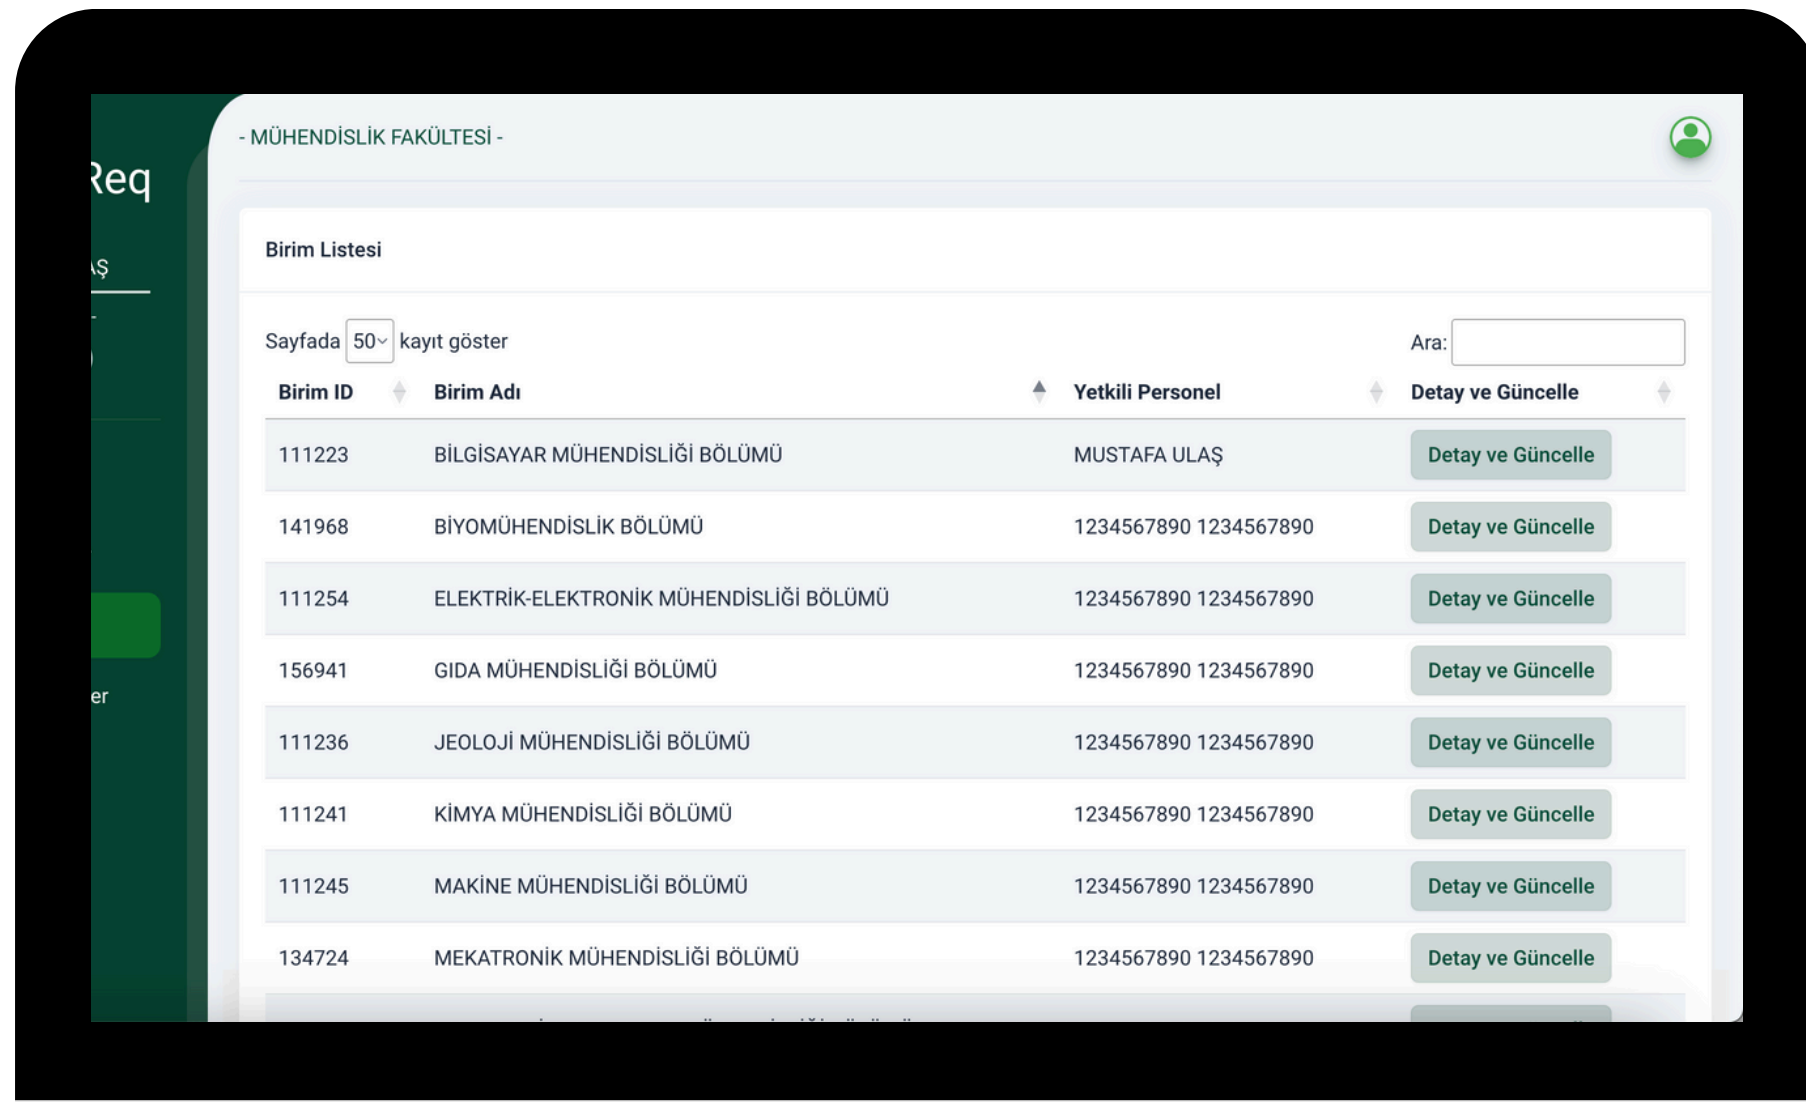 Req
- MÜHENDİSLİK FAKÜLTESİ -
AŞ
er
Birim Listesi
Sayfada 50 kayıt göster
Ara:
Birim ID Birim Adı Yetkili Personel Detay ve Güncelle
111223 BİLGİSAYAR MÜHENDİSLİĞİ BÖLÜMÜ MUSTAFA ULAŞ Detay ve Güncelle
141968 BİYOMÜHENDİSLİK BÖLÜMÜ 1234567890 1234567890 Detay ve Güncelle
111254 ELEKTRİK-ELEKTRONİK MÜHENDİSLİĞİ BÖLÜMÜ 1234567890 1234567890 Detay ve Güncelle
156941 GIDA MÜHENDİSLİĞİ BÖLÜMÜ 1234567890 1234567890 Detay ve Güncelle
111236 JEOLOJİ MÜHENDİSLİĞİ BÖLÜMÜ 1234567890 1234567890 Detay ve Güncelle
111241 KİMYA MÜHENDİSLİĞİ BÖLÜMÜ 1234567890 1234567890 Detay ve Güncelle
111245 MAKİNE MÜHENDİSLİĞİ BÖLÜMÜ 1234567890 1234567890 Detay ve Güncelle
134724 MEKATRONİK MÜHENDİSLİĞİ BÖLÜMÜ 1234567890 1234567890 Detay ve Güncelle